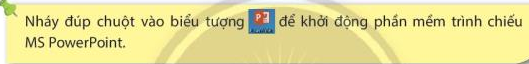 Nháy đúp chuột vào biểu tượng để khởi động phần mềm trình chiếu
MS PowerPoint.